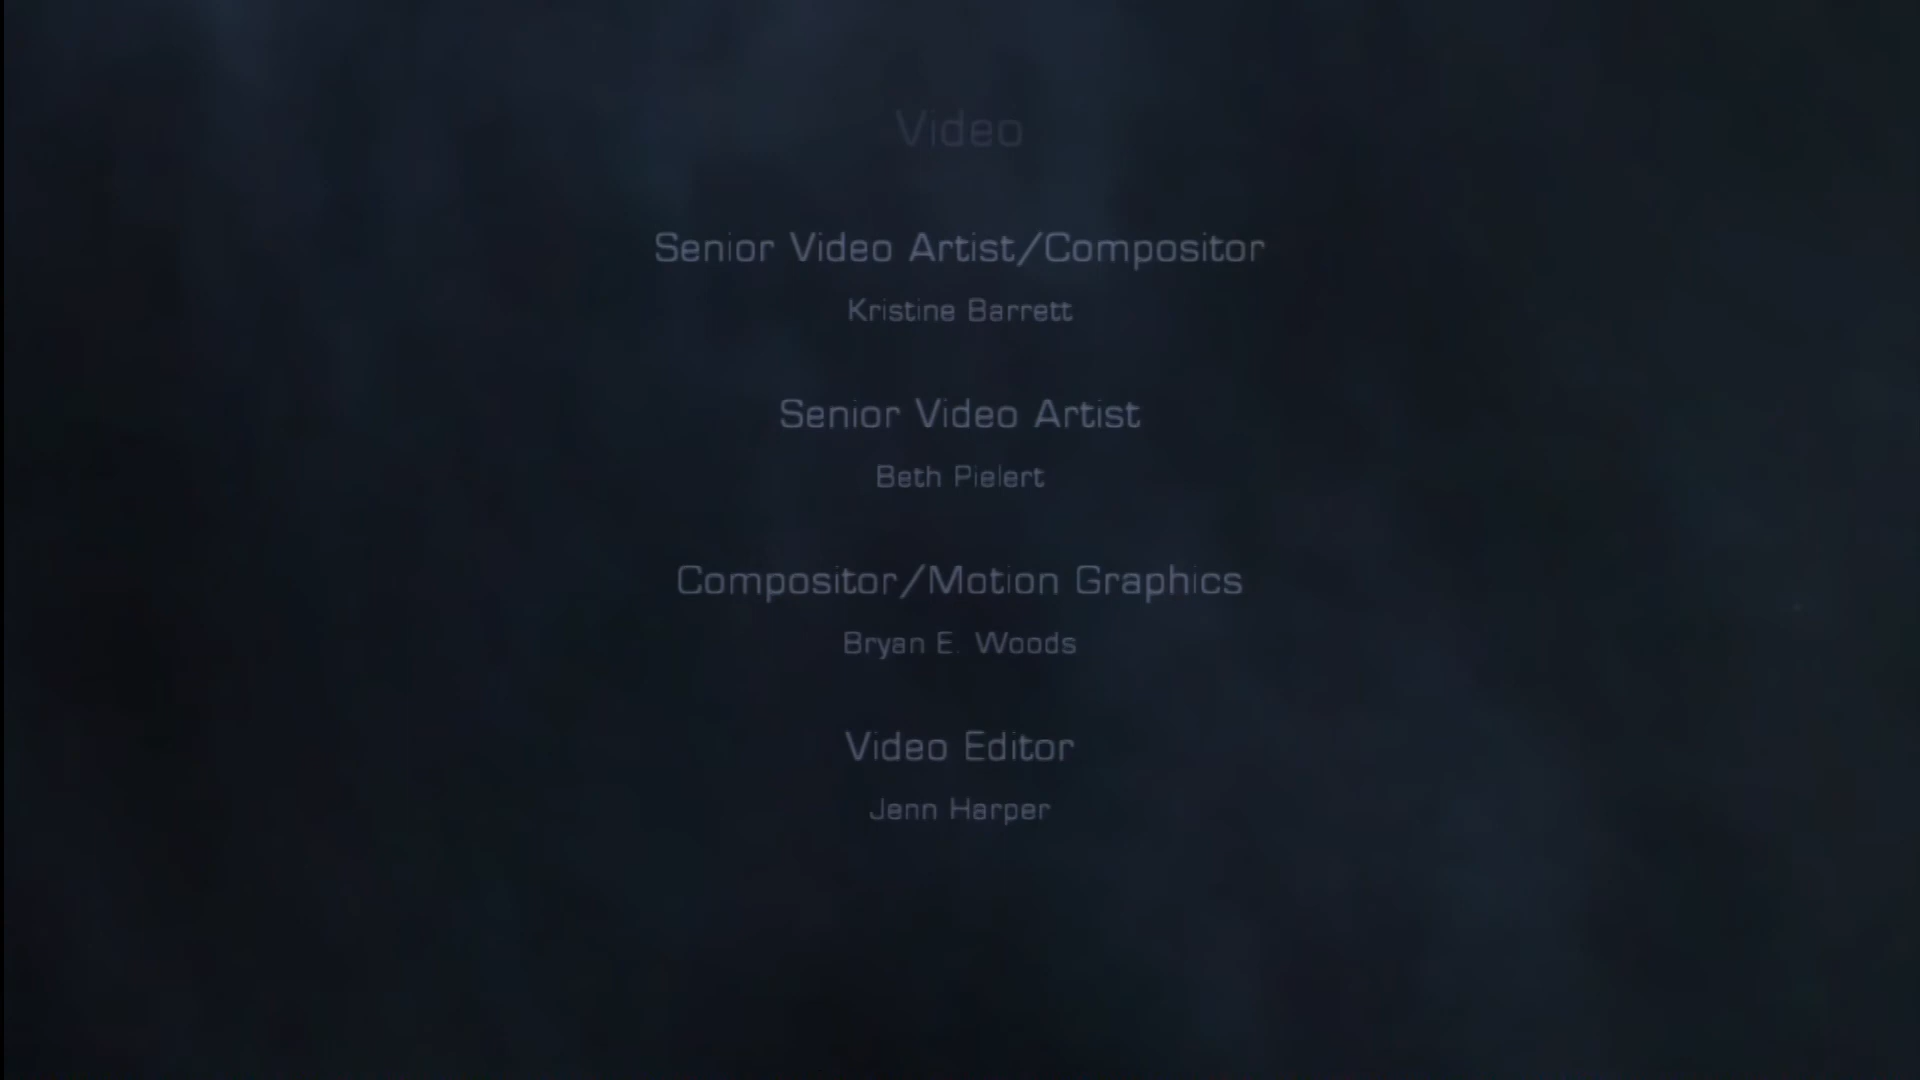 Video
Senior Video Artist/Compositor
Kristine Barrett
Senior Video Artist
Beth Pielert
Compositor/Motion Graphics
Bryan E. Woods
Video Editor
Jenn Harper